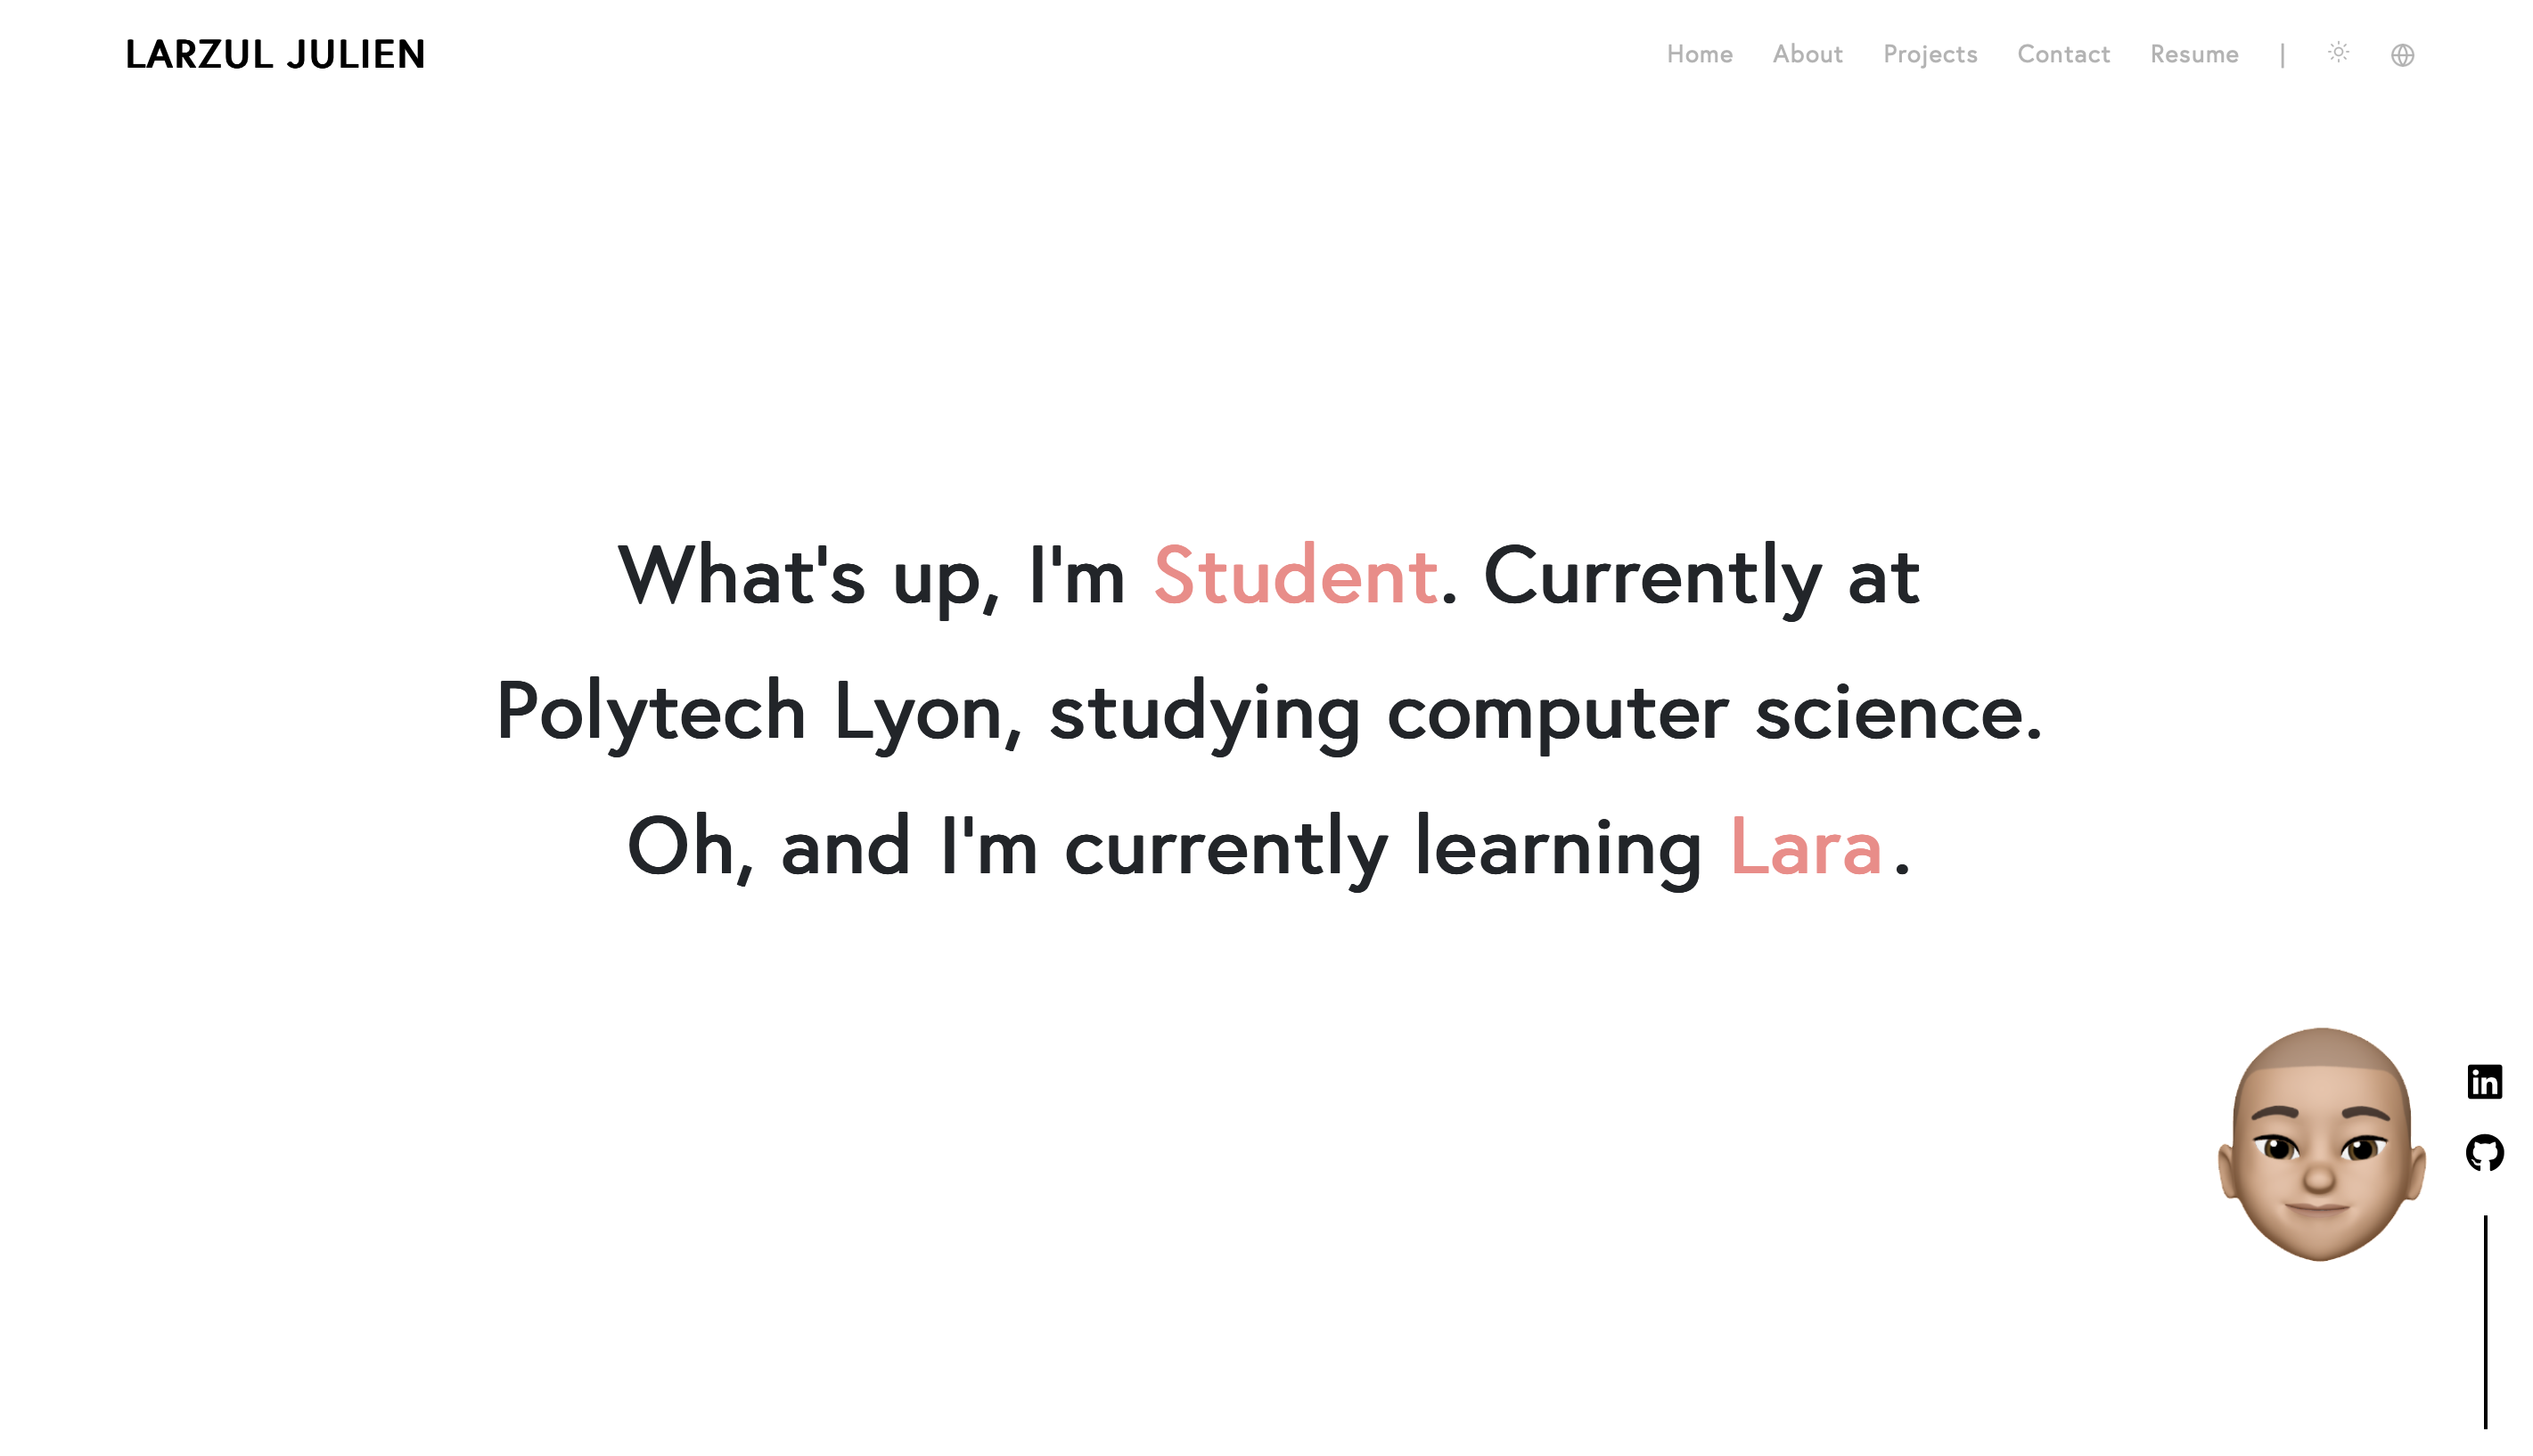 LARZUL JULIEN
Home About Projects Contact Resume |
What's up, I'm Student. Currently at
Polytech Lyon, studying computer science.
Oh, and I'm currently learning Lara .
in